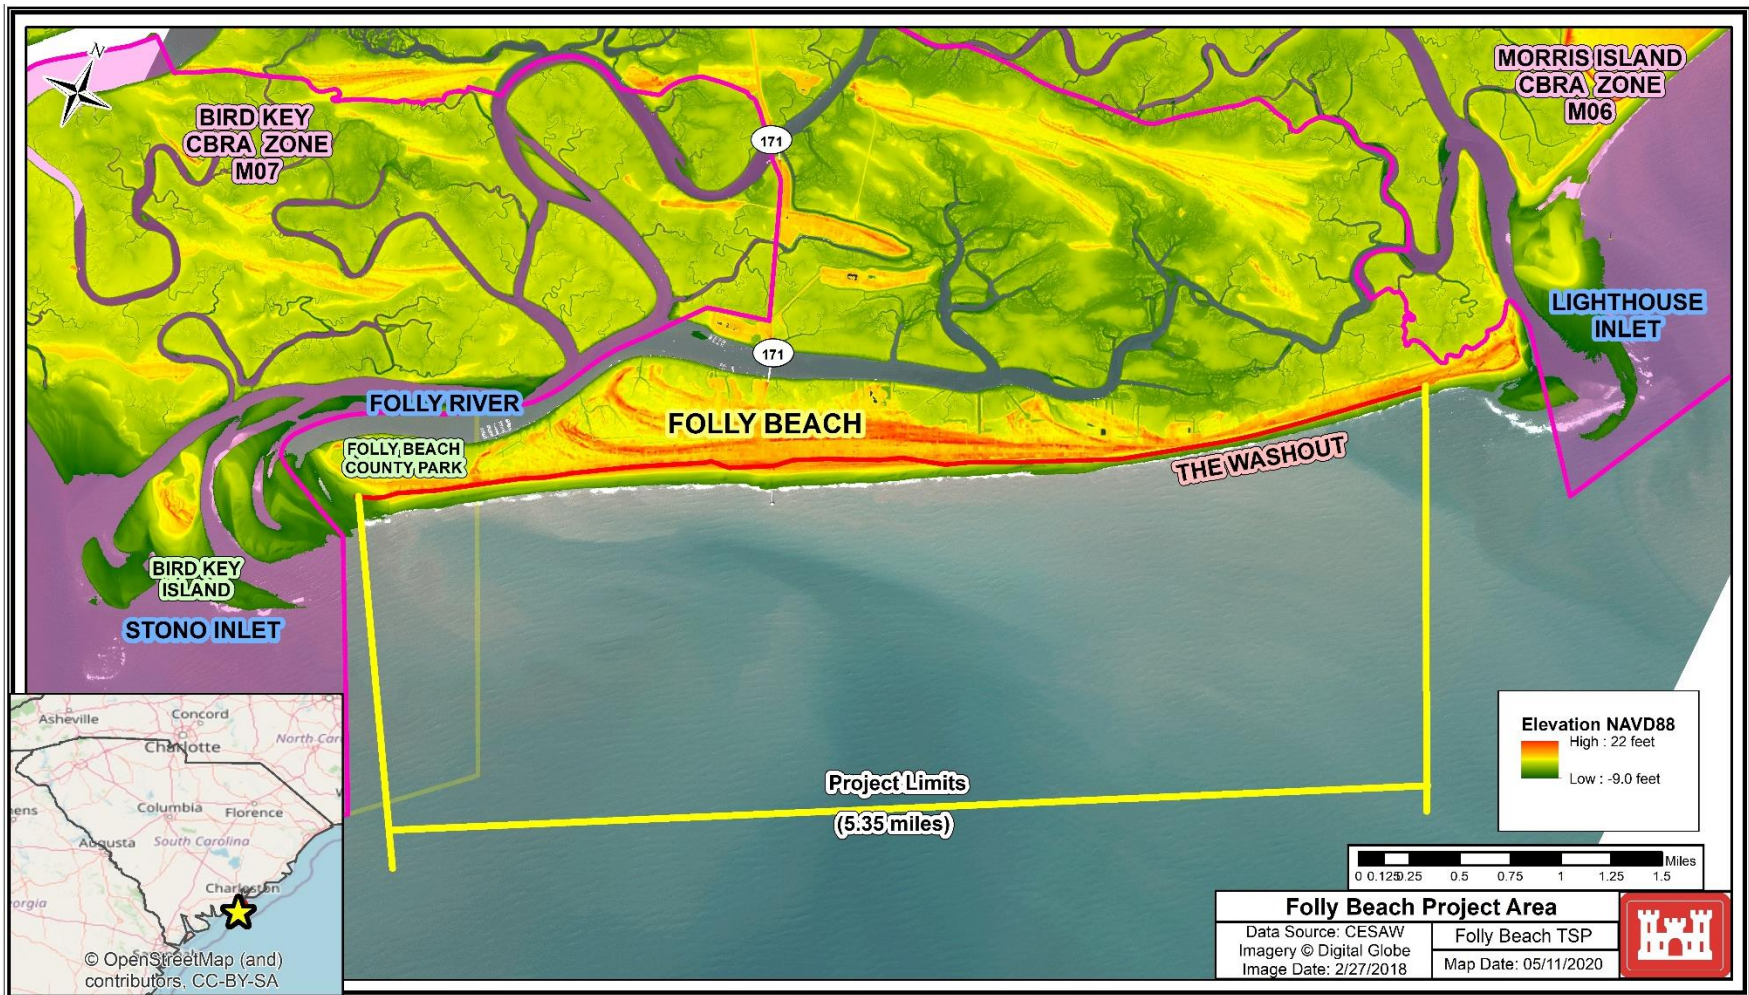 N
BIRD KEY
CBRA ZONE
M07
MORRIS ISLAND
CBRA ZONE
M06
171
LIGHTHOUSE
INLET
171
FOLLY RIVER
FOLLY BEACH
FOLLY BEACH
COUNTY PARK
THE WASHOUT
BIRD KEY
ISLAND
STONO INLET
Project Limits
(5.35 miles)
Elevation NAVD88
High : 22 feet
Low : -9.0 feet
Miles
0 0.125 0.25 0.5 0.75 1 1.25 1.5
Asheville
Concord
Charlotte
North Car
ens
Columbia
Florence
Augusta
South Carolina
Charleston
orgia
© OpenStreetMap (and)
contributors, CC-BY-SA
Folly Beach Project Area
Data Source: CESAW
Imagery © Digital Globe
Image Date: 2/27/2018
Folly Beach TSP
Map Date: 05/11/2020